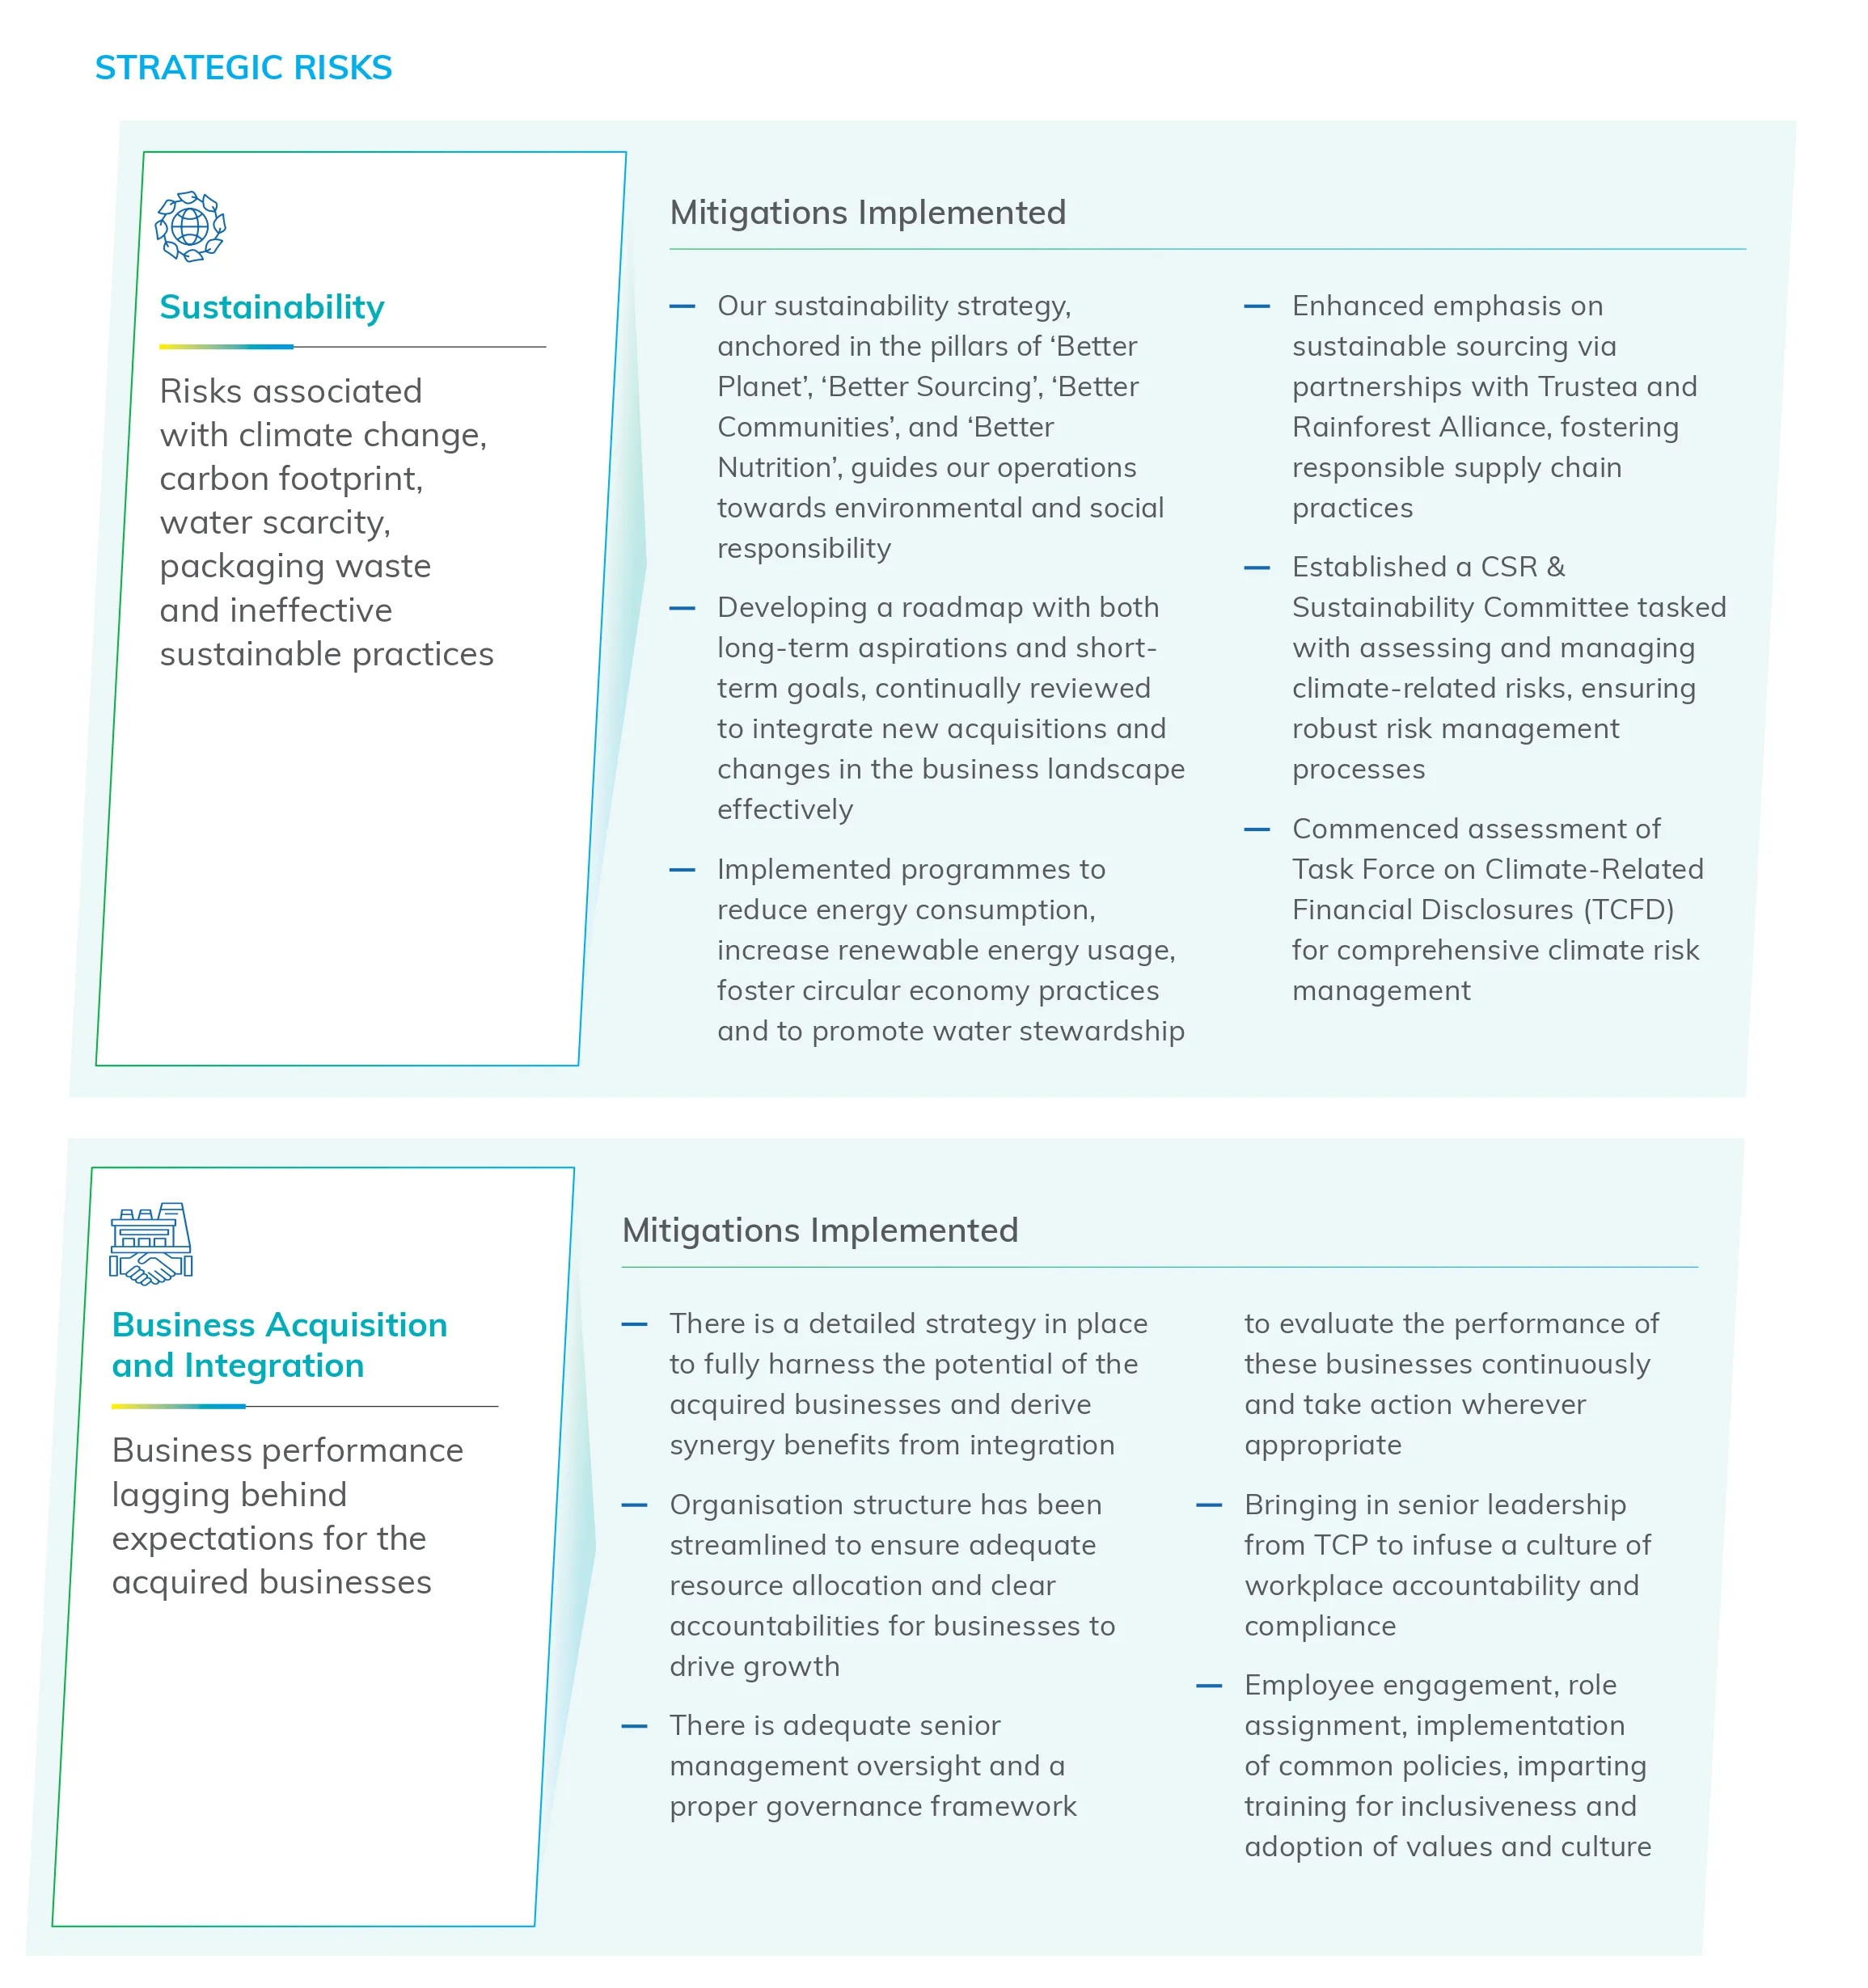 STRATEGIC RISKS
Sustainability
Risks associated
with climate change,
carbon footprint,
water scarcity,
packaging waste
and ineffective
sustainable practices
Mitigations Implemented
— Our sustainability strategy,
anchored in the pillars of ‘Better
Planet’, ‘Better Sourcing’, ‘Better
Communities’, and ‘Better
Nutrition’, guides our operations
towards environmental and social
responsibility
— Developing a roadmap with both
long-term aspirations and short-
term goals, continually reviewed
to integrate new acquisitions and
changes in the business landscape
effectively
— Implemented programmes to
reduce energy consumption,
increase renewable energy usage,
foster circular economy practices
and to promote water stewardship
— Enhanced emphasis on
sustainable sourcing via
partnerships with Trustea and
Rainforest Alliance, fostering
responsible supply chain
practices
— Established a CSR &
Sustainability Committee tasked
with assessing and managing
climate-related risks, ensuring
robust risk management
processes
— Commenced assessment of
Task Force on Climate-Related
Financial Disclosures (TCFD)
for comprehensive climate risk
management
Business Acquisition
and Integration
Business performance
lagging behind
expectations for the
acquired businesses
Mitigations Implemented
— There is a detailed strategy in place
to fully harness the potential of the
acquired businesses and derive
synergy benefits from integration
— Organisation structure has been
streamlined to ensure adequate
resource allocation and clear
accountabilities for businesses to
drive growth
— There is adequate senior
management oversight and a
proper governance framework
to evaluate the performance of
these businesses continuously
and take action wherever
appropriate
— Bringing in senior leadership
from TCP to infuse a culture of
workplace accountability and
compliance
— Employee engagement, role
assignment, implementation
of common policies, imparting
training for inclusiveness and
adoption of values and culture